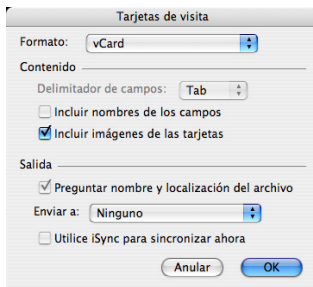 Tarjetas de visita
Formato: vCard
Contenido
Delimitador de campos: Tab
Incluir nombres de los campos
Incluir imágenes de las tarjetas
Salida
Preguntar nombre y localización del archivo
Enviar a: Ninguno
Utilice iSync para sincronizar ahora
Anular OK